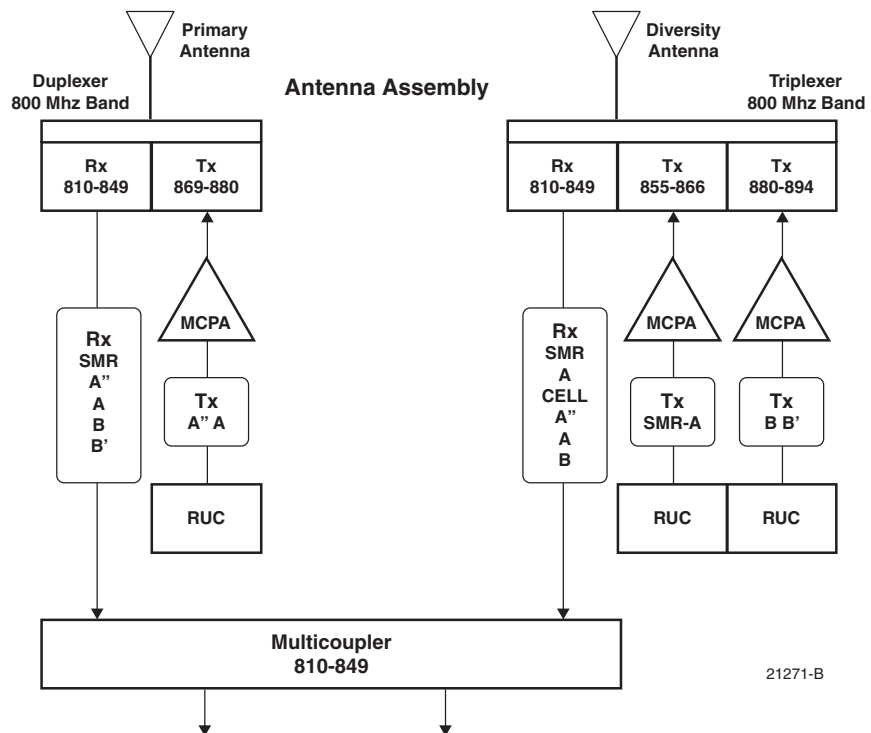 Primary
Antenna
Diversity
Antenna
Duplexer
800 Mhz Band
Antenna Assembly
Triplexer
800 Mhz Band
Rx
810-849
Tx
869-880
Rx
810-849
Tx
855-866
Tx
880-894
MCPA
MCPA
MCPA
Rx
SMR
A"
A
B
B'
Tx
A" A
Rx
SMR
A
CELL
A"
A
B
Tx
SMR-A
Tx
B B'
RUC
RUC
RUC
Multicoupler
810-849
21271-B